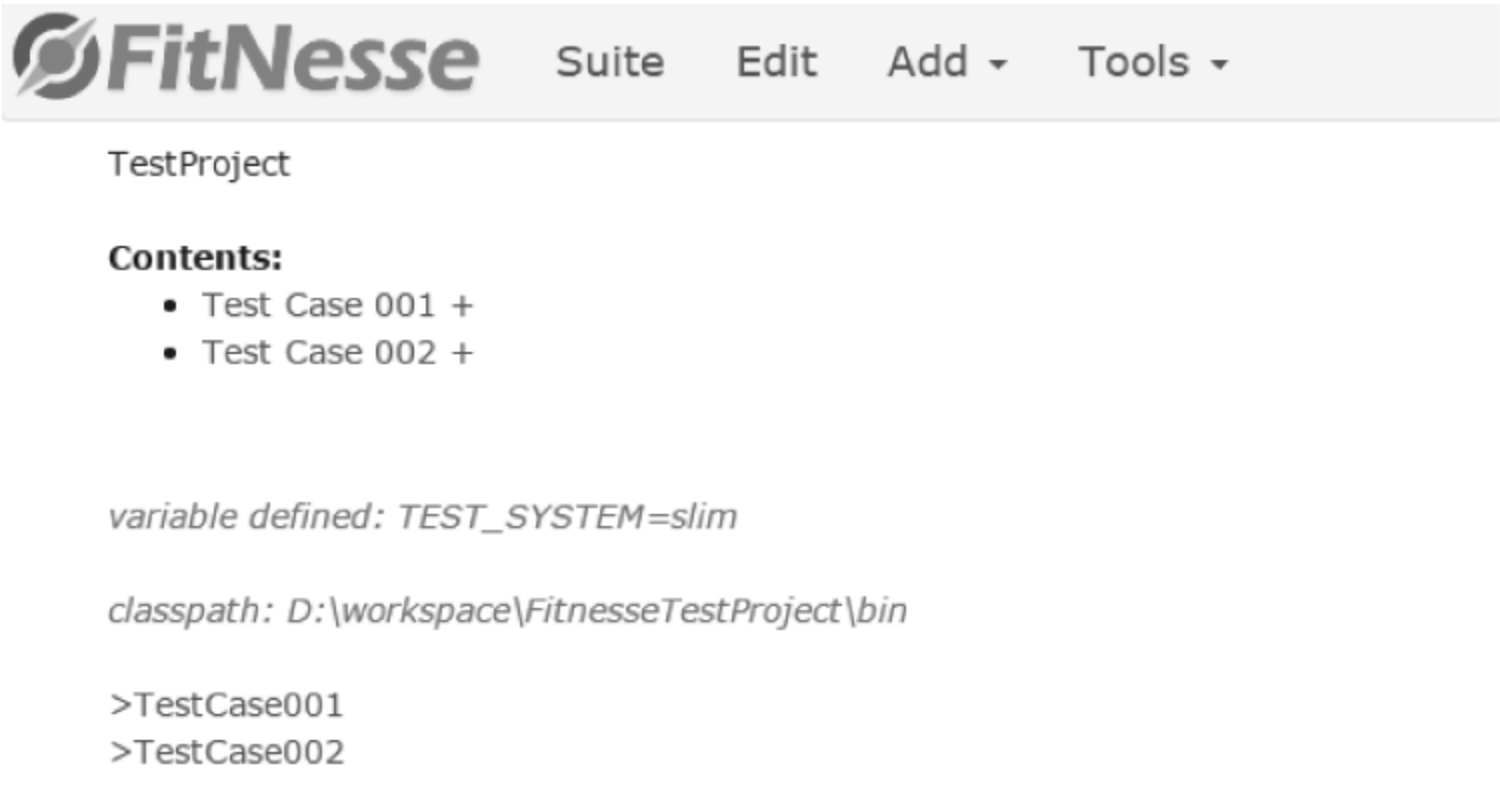 FitNesse Suite Edit Add Tools
TestProject
Contents:
• Test Case 001 +
• Test Case 002 +
variable defined: TEST_SYSTEM=slim
classpath: D:\workspace\FitnesseTestProject\bin
>TestCase001
>TestCase002